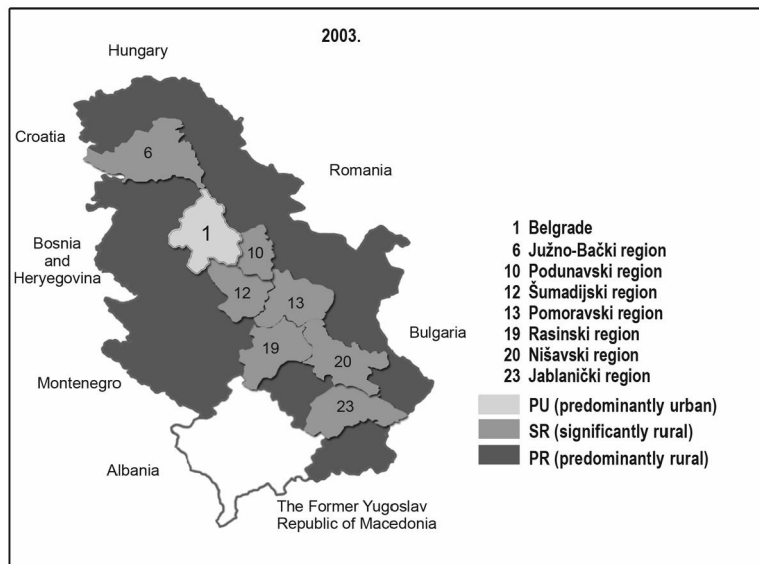 2003.
Hungary
Croatia
Romania
Bosnia
and
Heryegovina
Bulgaria
Montenegro
Albania
The Former Yugoslav
Republic of Macedonia
6
1
10
12
13
19
20
23
1 Belgrade
6 Južno-Bački region
10 Podunavski region
12 Šumadijski region
13 Pomoravski region
19 Rasinski region
20 Nišavski region
23 Jablanički region
PU (predominantly urban)
SR (significantly rural)
PR (predominantly rural)